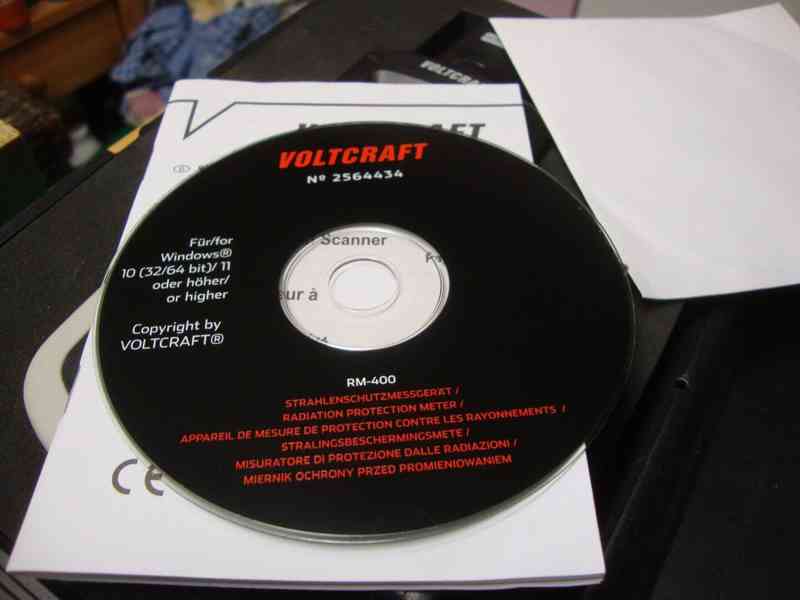 VOLTCRAFT
VOLTCRAFT
Nº 2564434
Für/for
Windows®
10 (32/64 bit)/ 11
oder höher/
or higher
Copyright by
VOLTCRAFT®
Scanner
eur à
RM-400
STRAHLENSCHUTZMESSGERÄT /
RADIATION PROTECTION METER /
APPAREIL DE MESURE DE PROTECTION CONTRE LES RAYONNEMENTS /
STRALINGSBESCHERMINGSMETE /
MISURATORE DI PROTEZIONE DALLE RADIAZIONI /
MIERNIK OCHRONY PRZED PROMIENIOWANIEM
CE